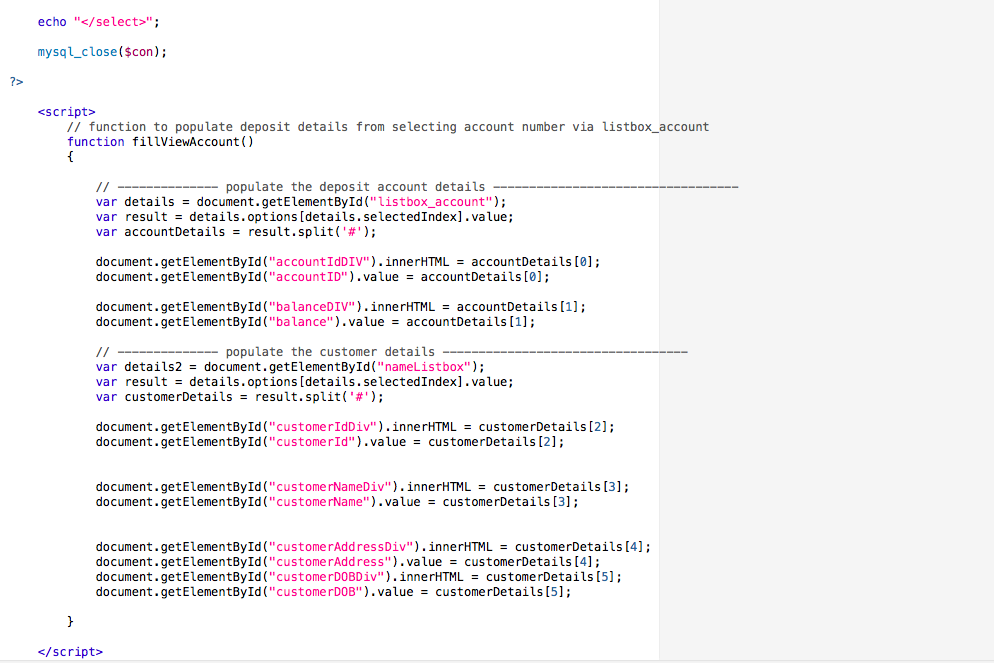 echo "</select>";
mysql_close($con);
?>
<script>
// function to populate deposit details from selecting account number via listbox_account
function fillViewAccount()
{
// –––––––––––––– populate the deposit account details ––––––––––––––––––––––––––––––––––
var details = document.getElementById("listbox_account");
var result = details.options[details.selectedIndex].value;
var accountDetails = result.split('#');
document.getElementById("accountIdDIV").innerHTML = accountDetails[0];
document.getElementById("accountID").value = accountDetails[0];
document.getElementById("balanceDIV").innerHTML = accountDetails[1];
document.getElementById("balance").value = accountDetails[1];
// –––––––––––––– populate the customer details ––––––––––––––––––––––––––––––––––
var details2 = document.getElementById("nameListbox");
var result = details.options[details.selectedIndex].value;
var customerDetails = result.split('#');
document.getElementById("customerIdDiv").innerHTML = customerDetails[2];
document.getElementById("customerId").value = customerDetails[2];
document.getElementById("customerNameDiv").innerHTML = customerDetails[3];
document.getElementById("customerName").value = customerDetails[3];
document.getElementById("customerAddressDiv").innerHTML = customerDetails[4];
document.getElementById("customerAddress").value = customerDetails[4];
document.getElementById("customerDOBDiv").innerHTML = customerDetails[5];
document.getElementById("customerDOB").value = customerDetails[5];
}
</script>